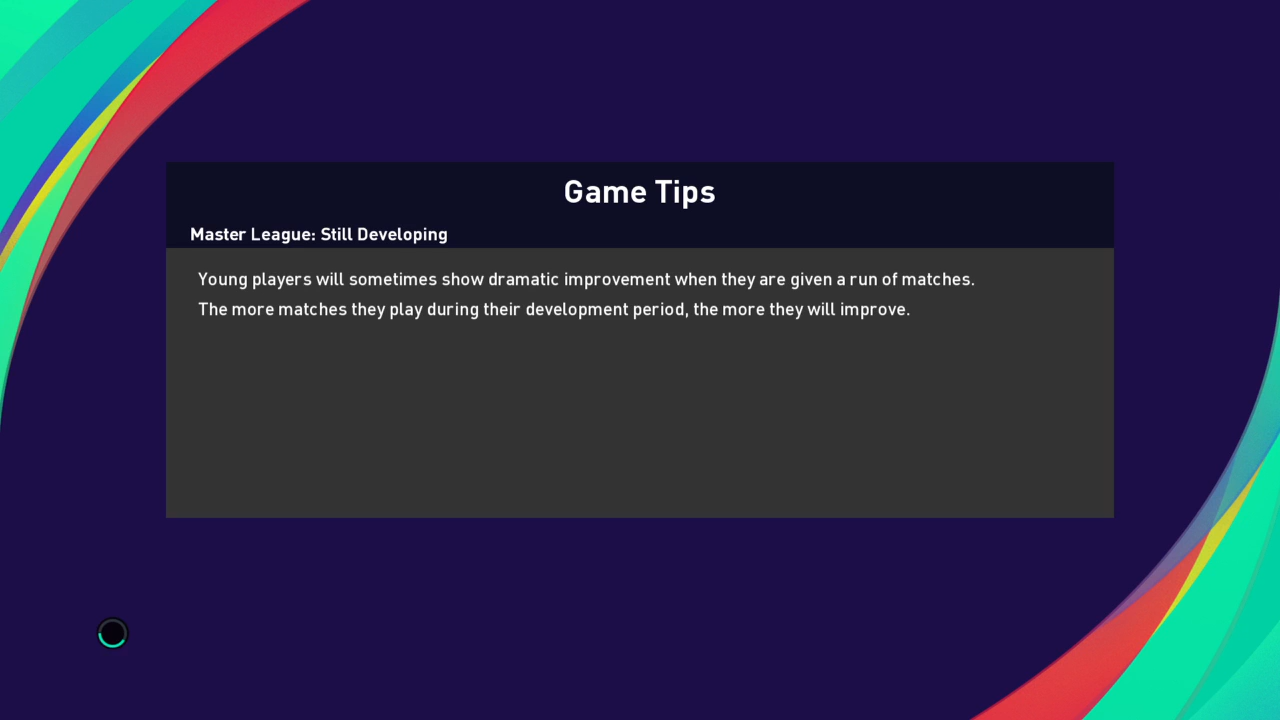 Game Tips
Master League: Still Developing
Young players will sometimes show dramatic improvement when they are given a run of matches.
The more matches they play during their development period, the more they will improve.